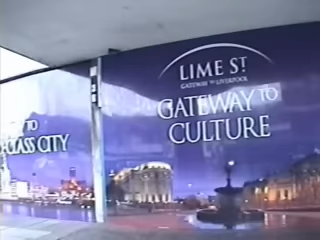 LIME ST.
GATEWAY TO LIVERPOOL
GATEWAY TO
CULTURE
TO
CLASS CITY